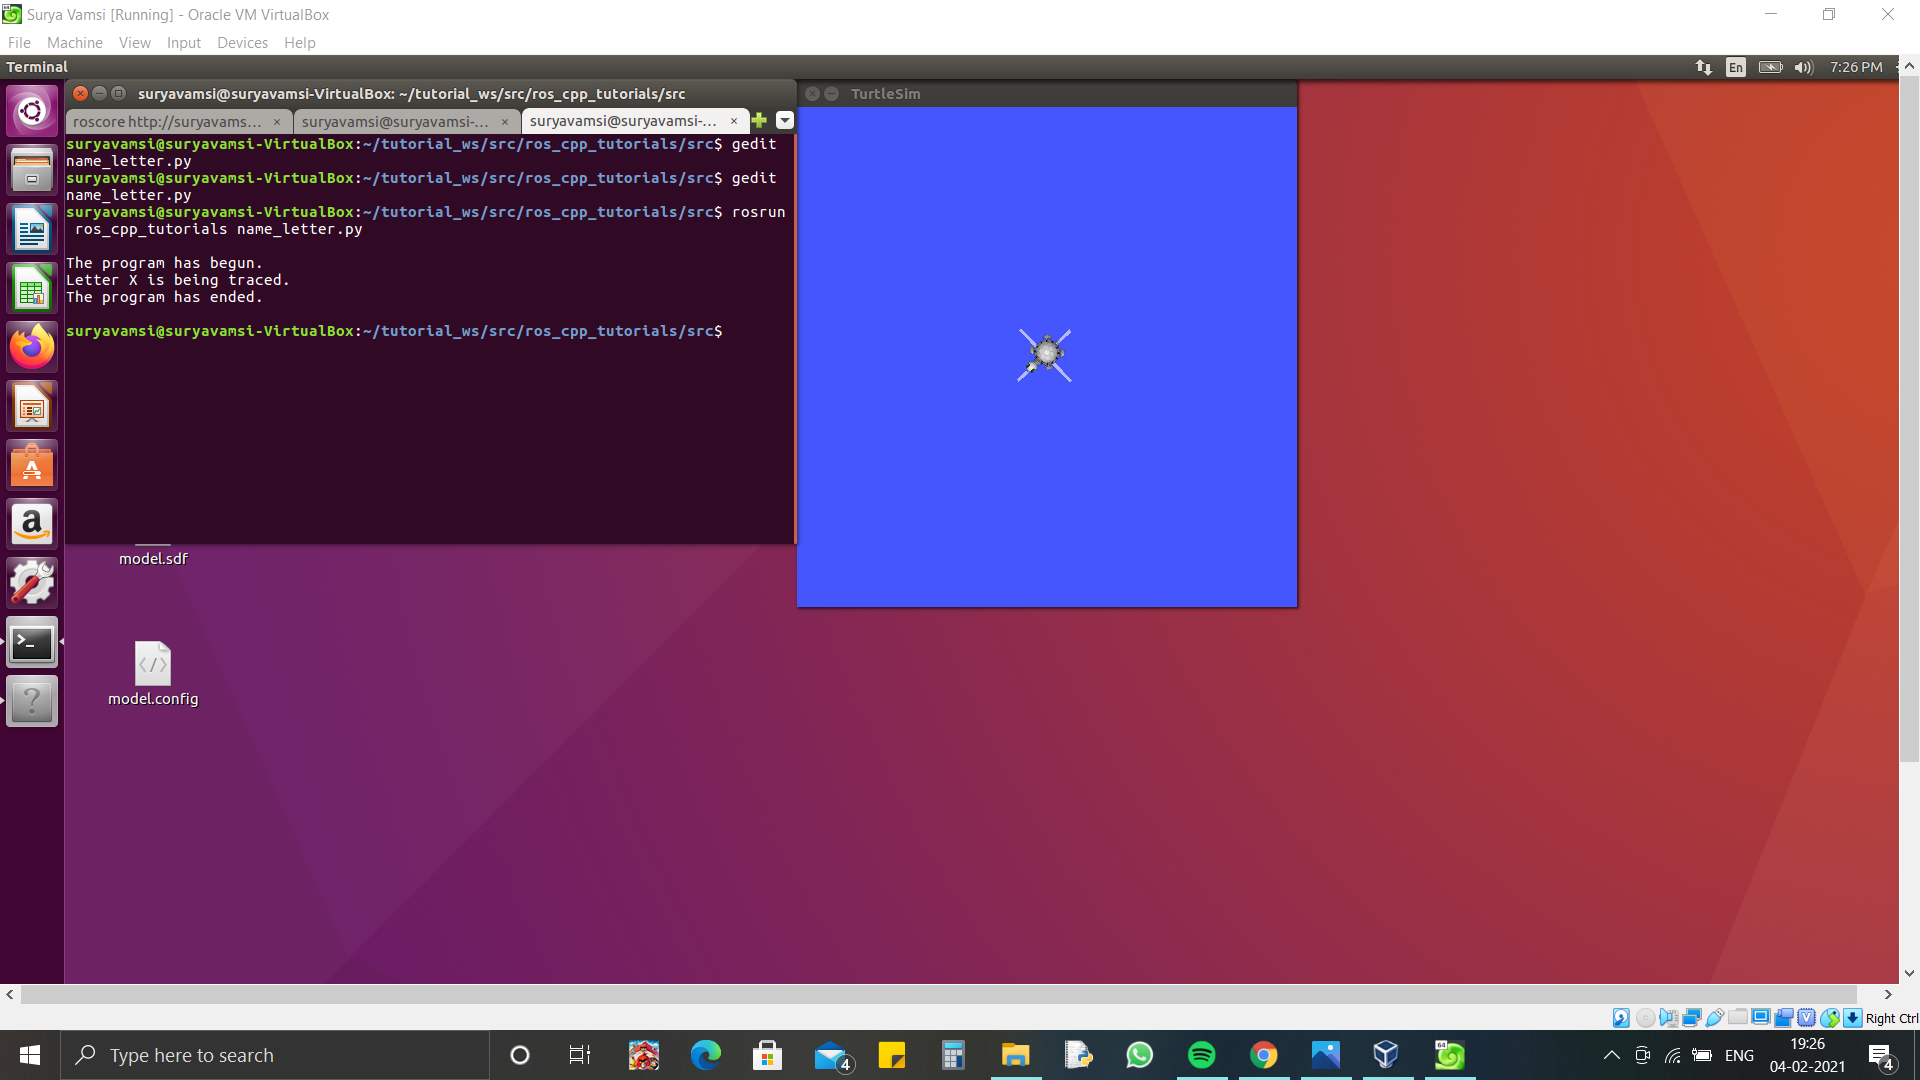 Surya Vamsi [Running] - Oracle VM VirtualBox
File Machine View Input Devices Help
Terminal
En
7:26 PM
suryavamsi@suryavamsi-VirtualBox: ~/tutorial_ws/src/ros_cpp_tutorials/src
TurtleSim
roscore http://suryavams... × suryavamsi@suryavamsi-... × suryavamsi@suryavamsi-... ×
suryavamsi@suryavamsi-VirtualBox:~/tutorial_ws/src/ros_cpp_tutorials/src$ gedit
name_letter.py
suryavamsi@suryavamsi-VirtualBox:~/tutorial_ws/src/ros_cpp_tutorials/src$ gedit
name_letter.py
suryavamsi@suryavamsi-VirtualBox:~/tutorial_ws/src/ros_cpp_tutorials/src$ rosrun
ros_cpp_tutorials name_letter.py
The program has begun.
Letter X is being traced.
The program has ended.
suryavamsi@suryavamsi-VirtualBox:~/tutorial_ws/src/ros_cpp_tutorials/src$
model.sdf
model.config
Right Ctrl
Type here to search
4
ENG
19:26
04-02-2021
4